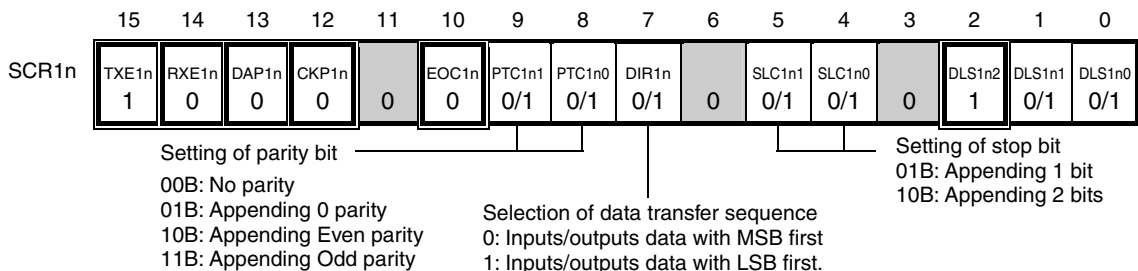 15 14 13 12 11 10 9 8 7 6 5 4 3 2 1 0
SCR1n TXE1n RXE1n DAP1n CKP1n EOC1n PTC1n1 PTC1n0 DIR1n SLC1n1 SLC1n0 DLS1n2 DLS1n1 DLS1n0
1 0 0 0 0 0 0/1 0/1 0/1 0 0/1 0/1 0 1 0/1 0/1
Setting of parity bit
00B: No parity
01B: Appending 0 parity
10B: Appending Even parity
11B: Appending Odd parity
Selection of data transfer sequence
0: Inputs/outputs data with MSB first
1: Inputs/outputs data with LSB first.
Setting of stop bit
01B: Appending 1 bit
10B: Appending 2 bits